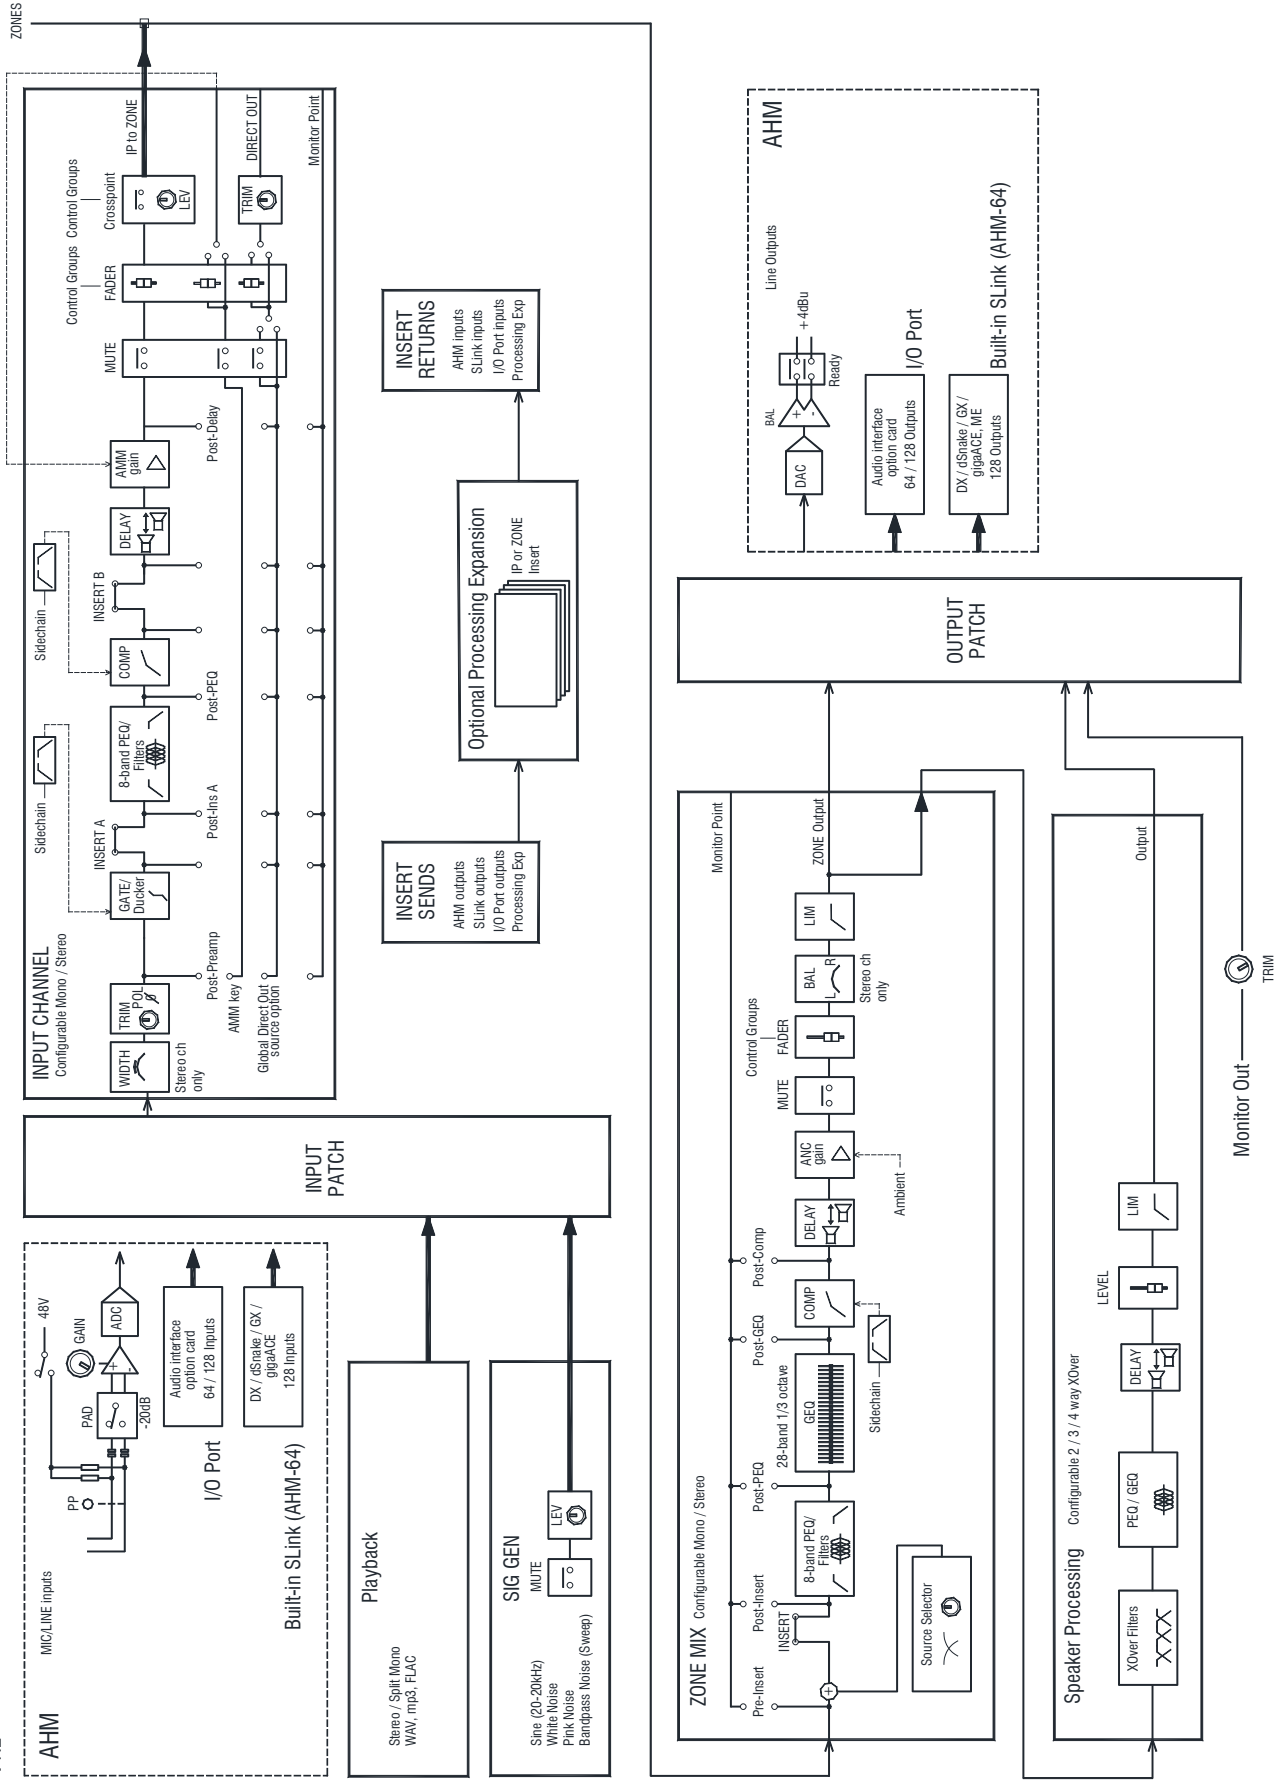 AHM
MIC/LINE inputs
PP
48V
GAIN
PAD
-20dB
+
-
ADC
I/O Port
Audio interface
option card
64 / 128 Inputs
Built-in SLink (AHM-64)
DX / dSnake / GX /
gigaACE
128 Inputs
Playback
Stereo / Split Mono
WAV, mp3, FLAC
SIG GEN
Sine (20-20kHz)
White Noise
Pink Noise
Bandpass Noise (Sweep)
MUTE
LEV
INPUT
PATCH
INPUT CHANNEL
Configurable Mono / Stereo
WIDTH
Stereo ch
only
TRIM
POL
Ø
Post-Preamp
AMM key
Global Direct Out
source option
GATE/
Ducker
Sidechain
INSERT A
Post-Ins A
8-band PEQ/
Filters
Post-PEQ
COMP
Sidechain
INSERT B
DELAY
AMM
gain
Post-Delay
MUTE
Control Groups
FADER
Control Groups
Crosspoint
LEV
TRIM
IP to ZONE
DIRECT OUT
Monitor Point
ZONES
INSERT
SENDS
AHM outputs
SLink outputs
I/O Port outputs
Processing Exp
Optional Processing Expansion
IP or ZONE
Insert
INSERT
RETURNS
AHM inputs
SLink inputs
I/O Port inputs
Processing Exp
ZONE MIX
Configurable Mono / Stereo
Pre-Insert
+
Source Selector
INSERT
Post-Insert
8-band PEQ/
Filters
Post-PEQ
28-band 1/3 octave
GEQ
Post-GEQ
Sidechain
COMP
Post-Comp
DELAY
ANC
gain
Ambient
MUTE
Control Groups
FADER
BAL
L
R
Stereo ch
only
LIM
ZONE Output
Monitor Point
Speaker Processing
Configurable 2 / 3 / 4 way XOver
XOver Filters
PEQ / GEQ
DELAY
LEVEL
LIM
Output
Monitor Out
TRIM
OUTPUT
PATCH
AHM
DAC
BAL
+
-
Ready
+4dBu
Line Outputs
Audio interface
option card
64 / 128 Outputs
I/O Port
DX / dSnake / GX /
gigaACE, ME
128 Outputs
Built-in SLink (AHM-64)